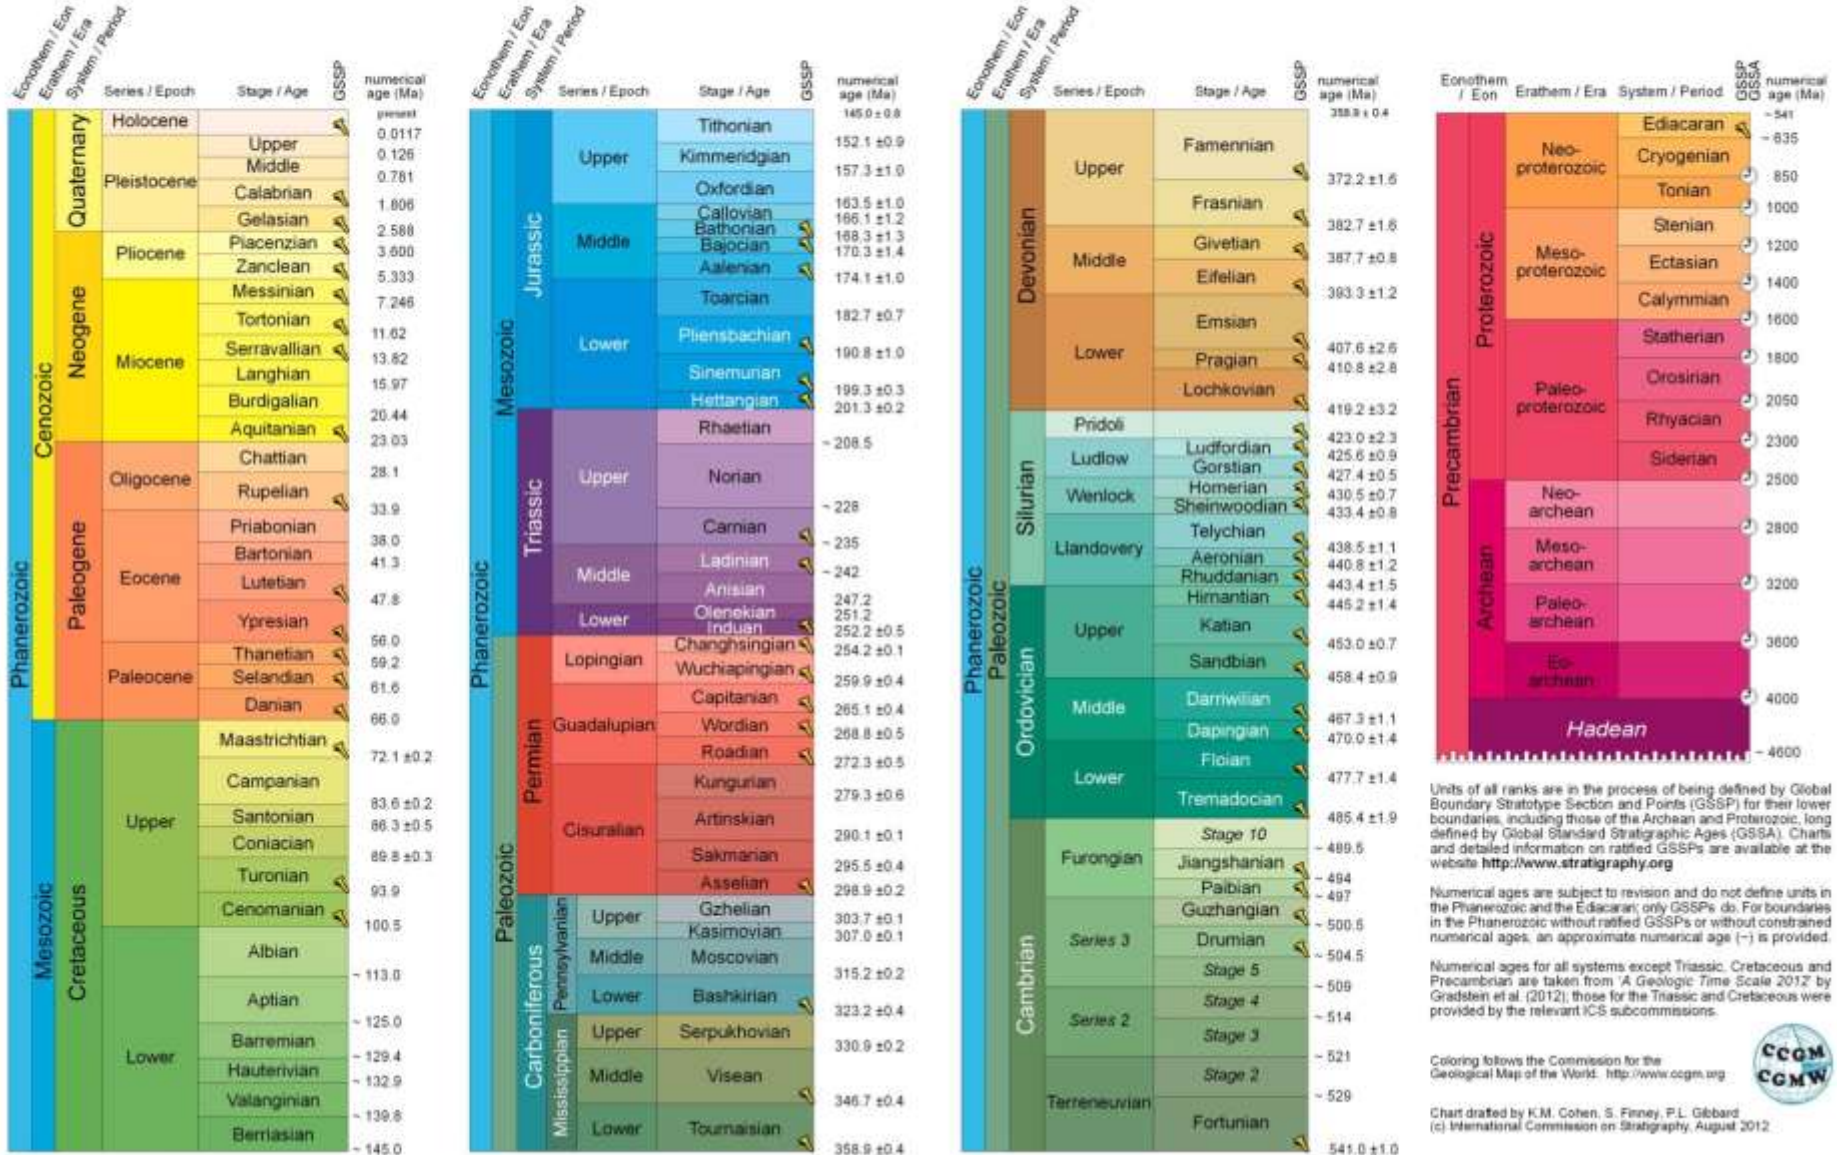 Eonothem / Eon
Erathem / Era
System / Period
Series / Epoch
Stage / Age
GSSP
numerical
age (Ma)
Phanerozoic
Cenozoic
Mesozoic
Quaternary
Neogene
Paleogene
Cretaceous
Holocene
Pleistocene
Pliocene
Miocene
Oligocene
Eocene
Paleocene
Upper
Lower
Upper
Middle
Calabrian
Gelasian
Piacenzian
Zanclean
Messinian
Tortonian
Serravallian
Langhian
Burdigalian
Aquitanian
Chattian
Rupelian
Priabonian
Bartonian
Lutetian
Ypresian
Thanetian
Selandian
Danian
Maastrichtian
Campanian
Santonian
Coniacian
Turonian
Cenomanian
Albian
Aptian
Barremian
Hauterivian
Valanginian
Berriasian
present
0.0117
0.126
0.781
1.806
2.588
3.600
5.333
7.246
11.62
13.82
15.97
20.44
23.03
28.1
33.9
38.0
41.3
47.8
56.0
59.2
61.6
66.0
72.1 ±0.2
83.6 ±0.2
86.3 ±0.5
89.8 ±0.3
93.9
100.5
~ 113.0
~ 125.0
~ 129.4
~ 132.9
~ 139.8
~ 145.0
Eonothem / Eon
Erathem / Era
System / Period
Series / Epoch
Stage / Age
GSSP
numerical
age (Ma)
Phanerozoic
Mesozoic
Paleozoic
Jurassic
Triassic
Permian
Carboniferous
Pennsylvanian
Mississippian
Upper
Middle
Lower
Upper
Middle
Lower
Lopingian
Guadalupian
Cisuralian
Upper
Middle
Lower
Upper
Middle
Lower
Tithonian
Kimmeridgian
Oxfordian
Callovian
Bathonian
Bajocian
Aalenian
Toarcian
Pliensbachian
Sinemurian
Hettangian
Rhaetian
Norian
Carnian
Ladinian
Anisian
Olenekian
Induan
Changhsingian
Wuchiapingian
Capitanian
Wordian
Roadian
Kungurian
Artinskian
Sakmarian
Asselian
Gzhelian
Kasimovian
Moscovian
Bashkirian
Serpukhovian
Visean
Tournaisian
145.0 ± 0.8
152.1 ±0.9
157.3 ±1.0
163.5 ±1.0
166.1 ±1.2
168.3 ±1.3
170.3 ±1.4
174.1 ±1.0
182.7 ±0.7
190.8 ±1.0
199.3 ±0.3
201.3 ±0.2
~ 208.5
~ 228
~ 235
~ 242
247.2
251.2
252.2 ±0.5
254.2 ±0.1
259.9 ±0.4
265.1 ±0.4
268.8 ±0.5
272.3 ±0.5
279.3 ±0.6
290.1 ±0.1
295.5 ±0.4
298.9 ±0.2
303.7 ±0.1
307.0 ±0.1
315.2 ±0.2
323.2 ±0.4
330.9 ±0.2
346.7 ±0.4
358.9 ±0.4
Eonothem / Eon
Erathem / Era
System / Period
Series / Epoch
Stage / Age
GSSP
numerical
age (Ma)
Phanerozoic
Paleozoic
Devonian
Silurian
Ordovician
Cambrian
Upper
Middle
Lower
Pridoli
Ludlow
Wenlock
Llandovery
Upper
Middle
Lower
Furongian
Series 3
Series 2
Terreneuvian
Famennian
Frasnian
Givetian
Eifelian
Emsian
Pragian
Lochkovian
Ludfordian
Gorstian
Homerian
Sheinwoodian
Telychian
Aeronian
Rhuddanian
Hirnantian
Katian
Sandbian
Darriwilian
Dapingian
Floian
Tremadocian
Stage 10
Jiangshanian
Paibian
Guzhangian
Drumian
Stage 5
Stage 4
Stage 3
Stage 2
Fortunian
358.9 ± 0.4
372.2 ±1.6
382.7 ±1.6
387.7 ±0.8
393.3 ±1.2
407.6 ±2.6
410.8 ±2.8
419.2 ±3.2
423.0 ±2.3
425.6 ±0.9
427.4 ±0.5
430.5 ±0.7
433.4 ±0.8
438.5 ±1.1
440.8 ±1.2
443.4 ±1.5
445.2 ±1.4
453.0 ±0.7
458.4 ±0.9
467.3 ±1.1
470.0 ±1.4
477.7 ±1.4
485.4 ±1.9
~ 489.5
~ 494
~ 497
~ 500.5
~ 504.5
~ 509
~ 514
~ 521
~ 529
541.0 ±1.0
Eonothem
/ Eon
Erathem / Era
System / Period
GSSP
GSSA
numerical
age (Ma)
Precambrian
Proterozoic
Archean
Hadean
Neo-
proterozoic
Meso-
proterozoic
Paleo-
proterozoic
Neo-
archean
Meso-
archean
Paleo-
archean
Eo-
archean
Ediacaran
Cryogenian
Tonian
Stenian
Ectasian
Calymmian
Statherian
Orosirian
Rhyacian
Siderian
~ 541
~ 635
850
1000
1200
1400
1600
1800
2050
2300
2500
2800
3200
3600
4000
~ 4600
Units of all ranks are in the process of being defined by Global
Boundary Stratotype Section and Points (GSSP) for their lower
boundaries, including those of the Archean and Proterozoic, long
defined by Global Standard Stratigraphic Ages (GSSA). Charts
and detailed information on ratified GSSPs are available at the
website http://www.stratigraphy.org
Numerical ages are subject to revision and do not define units in
the Phanerozoic and the Ediacaran; only GSSPs do. For boundaries
in the Phanerozoic without ratified GSSPs or without constrained
numerical ages, an approximate numerical age (~) is provided.
Numerical ages for all systems except Triassic, Cretaceous and
Precambrian are taken from 'A Geologic Time Scale 2012' by
Gradstein et al. (2012); those for the Triassic and Cretaceous were
provided by the relevant ICS subcommissions.
Coloring follows the Commission for the
Geological Map of the World. http://www.ccgm.org
CCGM
CGMW
Chart drafted by K.M. Cohen, S. Finney, P.L. Gibbard
(c) International Commission on Stratigraphy, August 2012